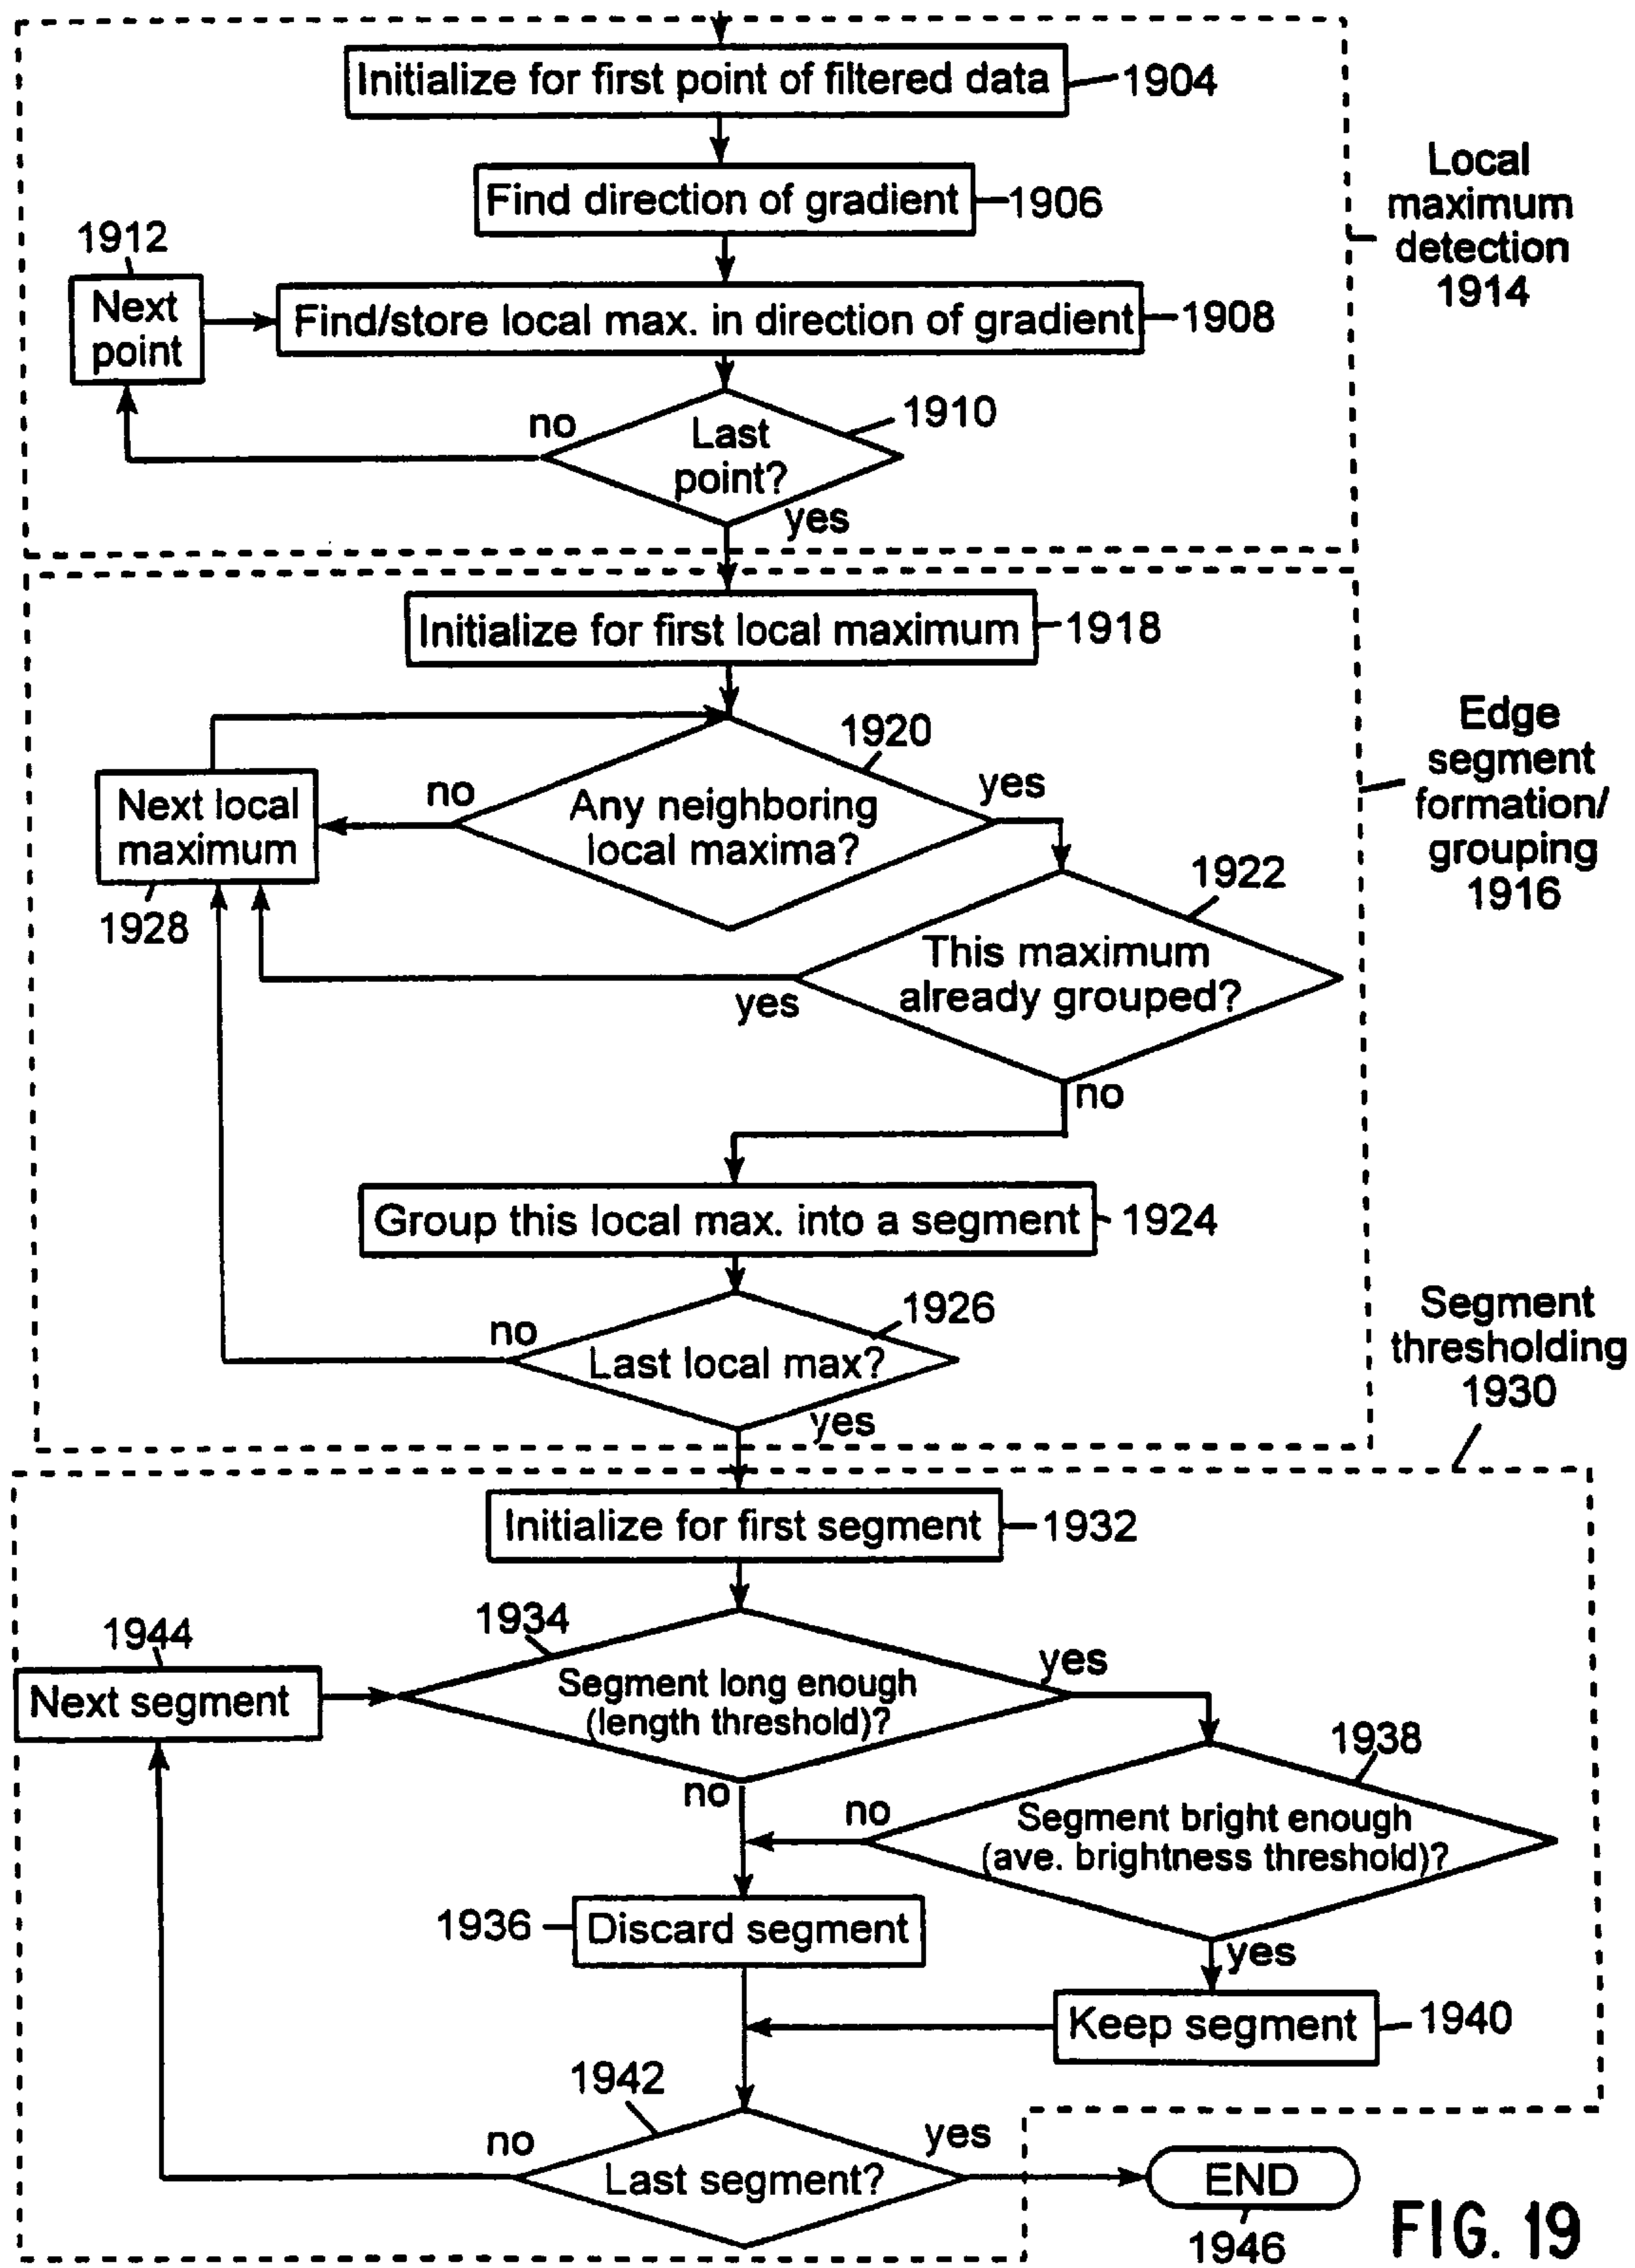 Initialize for first point of filtered data
1904
Find direction of gradient
1906
Local
maximum
detection
1914
1912
Next
point
Find/store local max. in direction of gradient
1908
no
Last
point?
1910
yes
Initialize for first local maximum
1918
1920
Edge
segment
formation/
grouping
1916
Next local
maximum
1928
no
Any neighboring
local maxima?
yes
1922
This maximum
already grouped?
yes
no
Group this local max. into a segment
1924
1926
no
Last local max?
yes
Segment
thresholding
1930
Initialize for first segment
1932
1944
Next segment
1934
Segment long enough
(length threshold)?
yes
no
1938
no
Segment bright enough
(ave. brightness threshold)?
1936
Discard segment
yes
Keep segment
1940
1942
no
Last segment?
yes
END
1946
FIG. 19